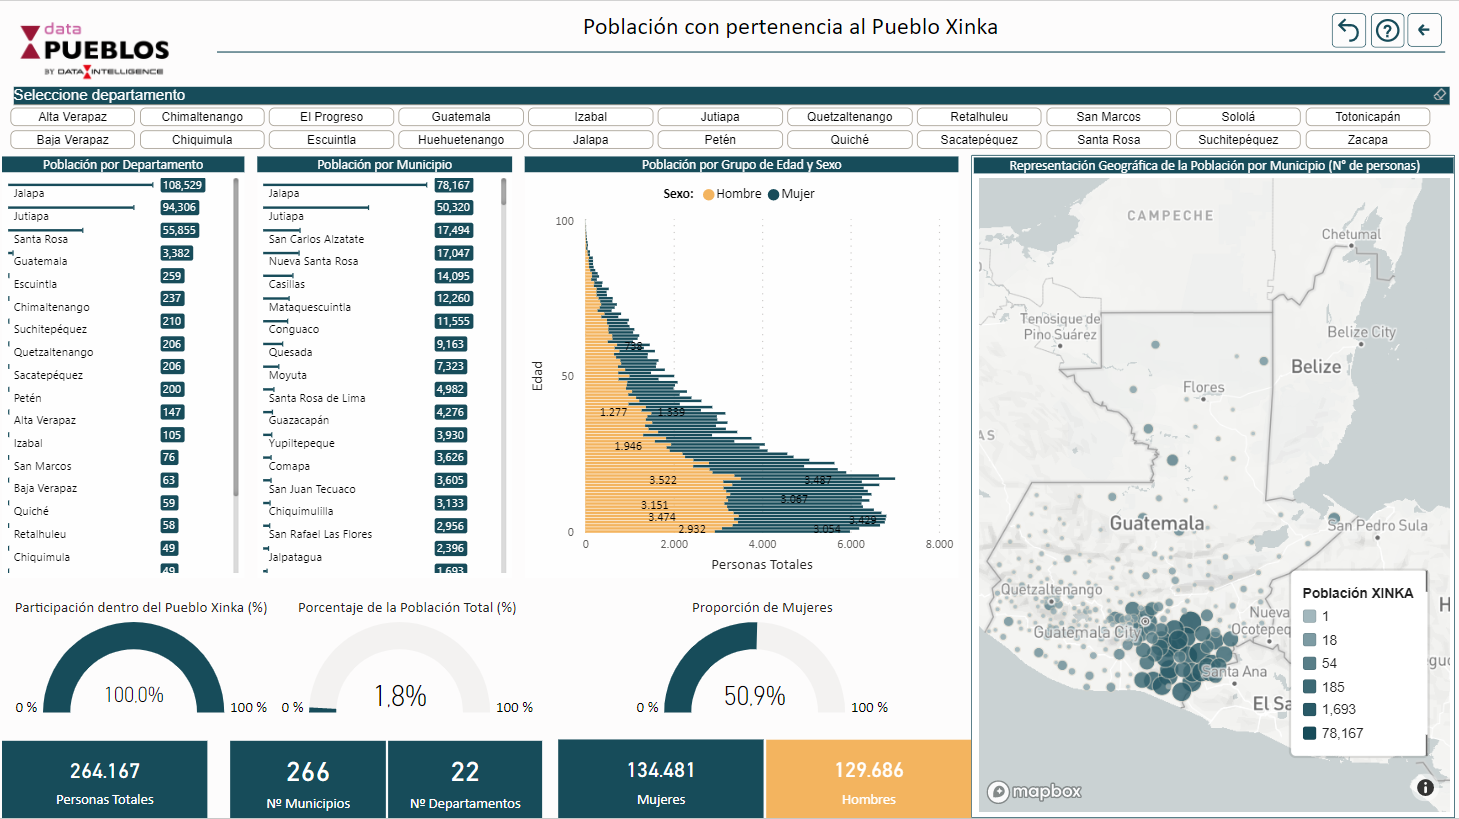 data
PUEBLOS
BY DATA INTELLIGENCE
Población con pertenencia al Pueblo Xinka
Seleccione departamento
Alta Verapaz
Chimaltenango
El Progreso
Guatemala
Izabal
Jutiapa
Quetzaltenango
Retalhuleu
San Marcos
Sololá
Totonicapán
Baja Verapaz
Chiquimula
Escuintla
Huehuetenango
Jalapa
Petén
Quiché
Sacatepéquez
Santa Rosa
Suchitepéquez
Zacapa
Población por Departamento
108,529
Jalapa
94,306
Jutiapa
55,855
Santa Rosa
3,382
Guatemala
259
Escuintla
237
Chimaltenango
210
Suchitepéquez
206
Quetzaltenango
206
Sacatepéquez
200
Petén
147
Alta Verapaz
105
Izabal
76
San Marcos
63
Baja Verapaz
59
Quiché
58
Retalhuleu
49
Chiquimula
49
Población por Municipio
78,167
Jalapa
50,320
Jutiapa
17,494
San Carlos Alzatate
17,047
Nueva Santa Rosa
14,095
Casillas
12,260
Mataquescuintla
11,555
Conguaco
9,163
Quesada
7,323
Moyuta
4,982
Santa Rosa de Lima
4,276
Guazacapán
3,930
Yupiltepeque
3,626
Comapa
3,605
San Juan Tecuaco
3,133
Chiquimulilla
2,956
San Rafael Las Flores
2,396
Jalpatagua
1,693
Población por Grupo de Edad y Sexo
Sexo: Hombre Mujer
100
50
0
Edad
738
1.277
1.339
1.946
3.522
3.487
3.151
3.067
3.474
3.429
2.932
3.054
0
2.000
4.000
6.000
8.000
Personas Totales
Representación Geográfica de la Población por Municipio (N° de personas)
CAMPECHE
Chetumal
Tenosique de
Pino Suárez
Belize City
Belize
Flores
AS
Guatemala
San Pedro Sula
Quetzaltenango
Guatemala City
Nueva
Ocotepeq
Santa Ana
El Sa
H
egu
Población XINKA
1
18
54
185
1,693
78,167
mapbox
Participación dentro del Pueblo Xinka (%)
100.0%
0 %
100 %
Porcentaje de la Población Total (%)
1.8%
0 %
100 %
Proporción de Mujeres
50.9%
0 %
100 %
264.167
Personas Totales
266
Nº Municipios
22
Nº Departamentos
134.481
Mujeres
129.686
Hombres